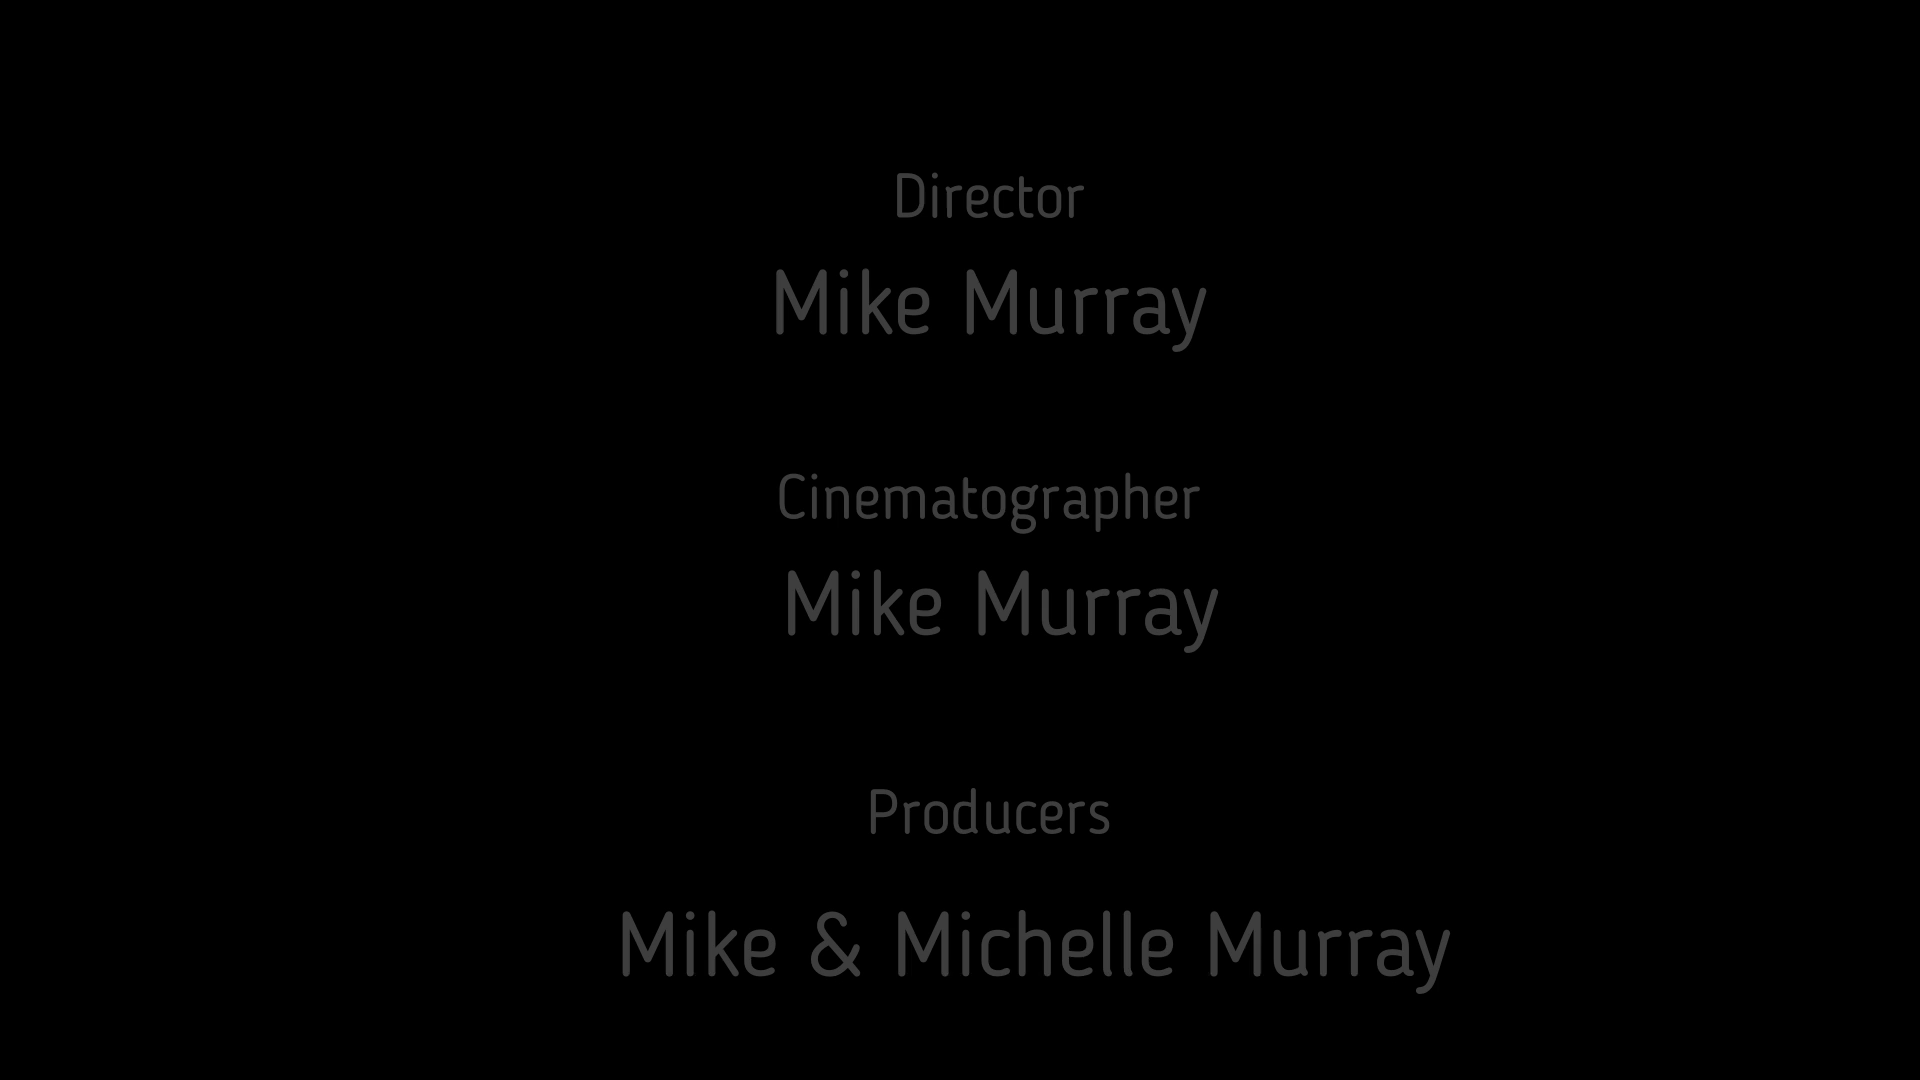 Director
Mike Murray
Cinematographer
Mike Murray
Producers
Mike & Michelle Murray